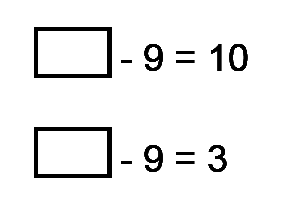 - 9 = 10
- 9 = 3